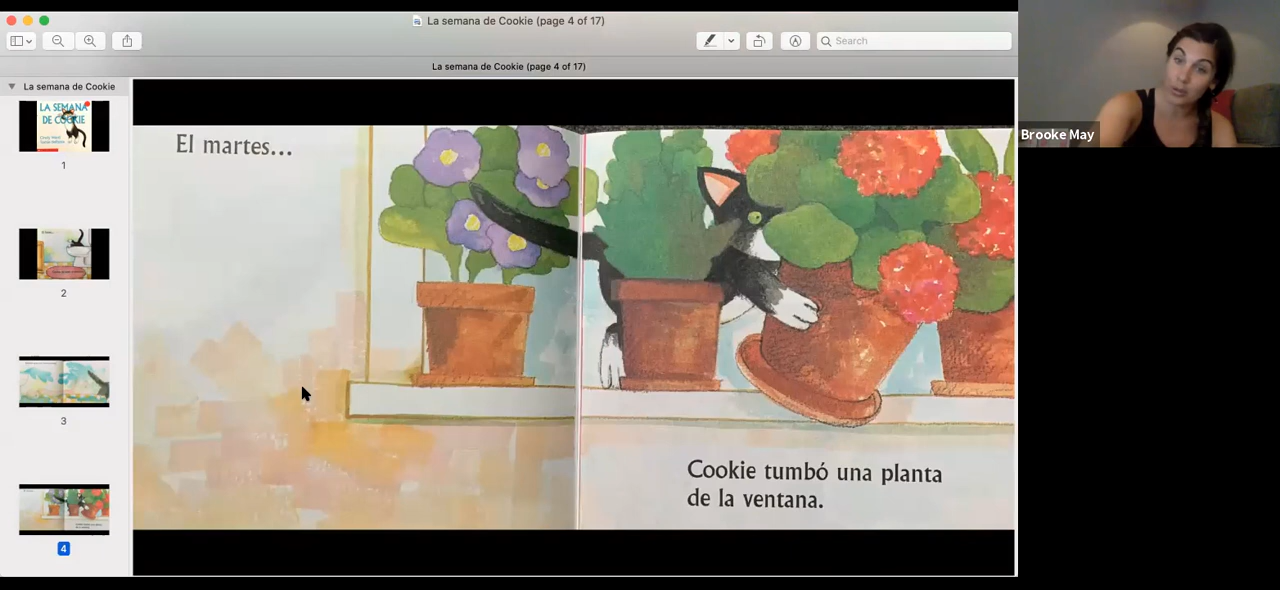 La semana de Cookie (page 4 of 17)
Search
La semana de Cookie (page 4 of 17)
La semana de Cookie
LA SEMANA
DE COOKIE
1
2
3
4
El martes...
Cookie tumbó una planta
de la ventana.
Brooke May